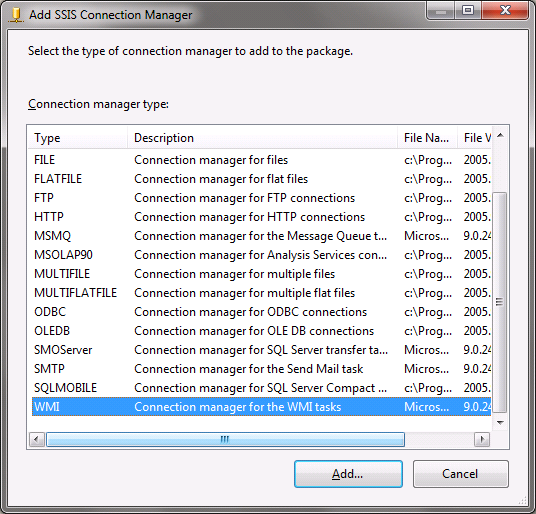 Add SSIS Connection Manager
Select the type of connection manager to add to the package.
Connection manager type:
Type Description File Na... File V
FILE Connection manager for files c:\Prog... 2005.
FLATFILE Connection manager for flat files c:\Prog... 2005.
FTP Connection manager for FTP connections c:\Prog... 2005.
HTTP Connection manager for HTTP connections c:\Prog... 2005.
MSMQ Connection manager for the Message Queue t... Micros... 9.0.24
MSOLAP90 Connection manager for Analysis Services con... c:\Prog... 2005.
MULTIFILE Connection manager for multiple files c:\Prog... 2005.
MULTIFLATFILE Connection manager for multiple flat files c:\Prog... 2005.
ODBC Connection manager for ODBC connections c:\Prog... 2005.
OLEDB Connection manager for OLE DB connections c:\Prog... 2005.
SMOServer Connection manager for SQL Server transfer ta... Micros... 9.0.24
SMTP Connection manager for the Send Mail task Micros... 9.0.24
SQLMOBILE Connection manager for SQL Server Compact ... c:\Prog... 2005.
WMI Connection manager for the WMI tasks Micros... 9.0.24
Add... Cancel